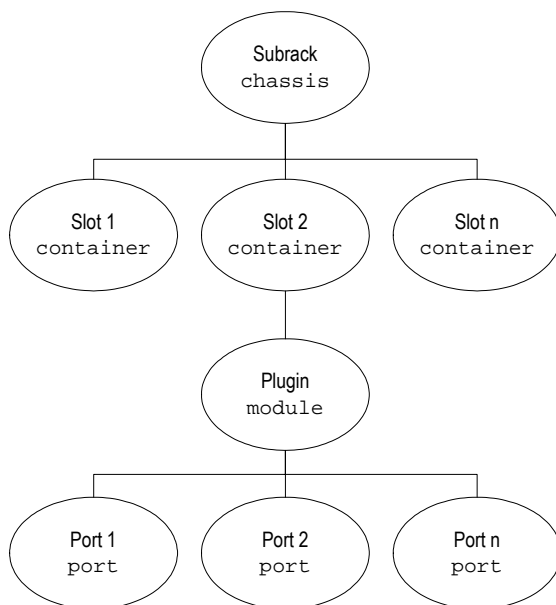 Subrack
chassis
Slot 1
container
Slot 2
container
Slot n
container
Plugin
module
Port 1
port
Port 2
port
Port n
port